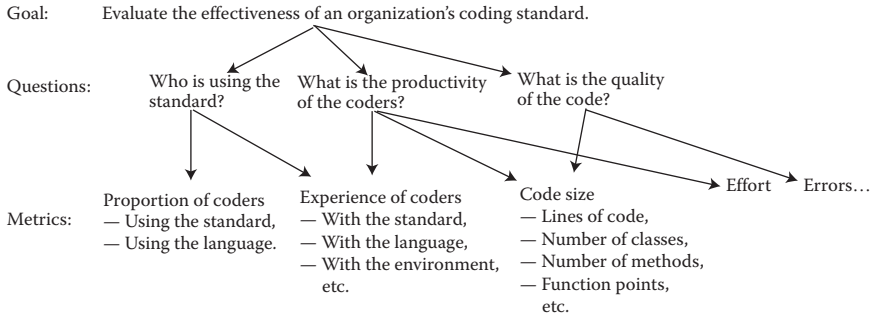 Goal: Evaluate the effectiveness of an organization's coding standard.
Questions:
Who is using the
standard?
What is the productivity
of the coders?
What is the quality
of the code?
Metrics:
Proportion of coders
— Using the standard,
— Using the language.
Experience of coders
— With the standard,
— With the language,
— With the environment,
etc.
Code size
— Lines of code,
— Number of classes,
— Number of methods,
— Function points,
etc.
Effort
Errors...